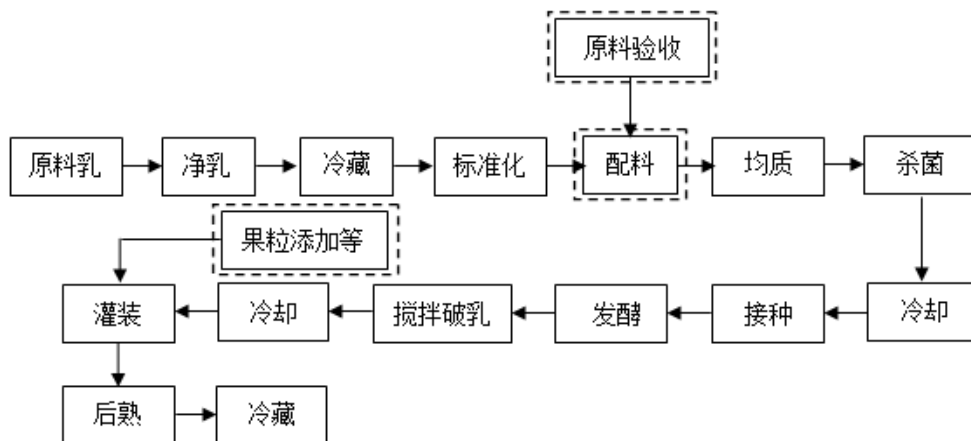 原料验收
原料乳
净乳
冷藏
标准化
配料
均质
杀菌
果粒添加等
灌装
冷却
搅拌破乳
发酵
接种
冷却
后熟
冷藏